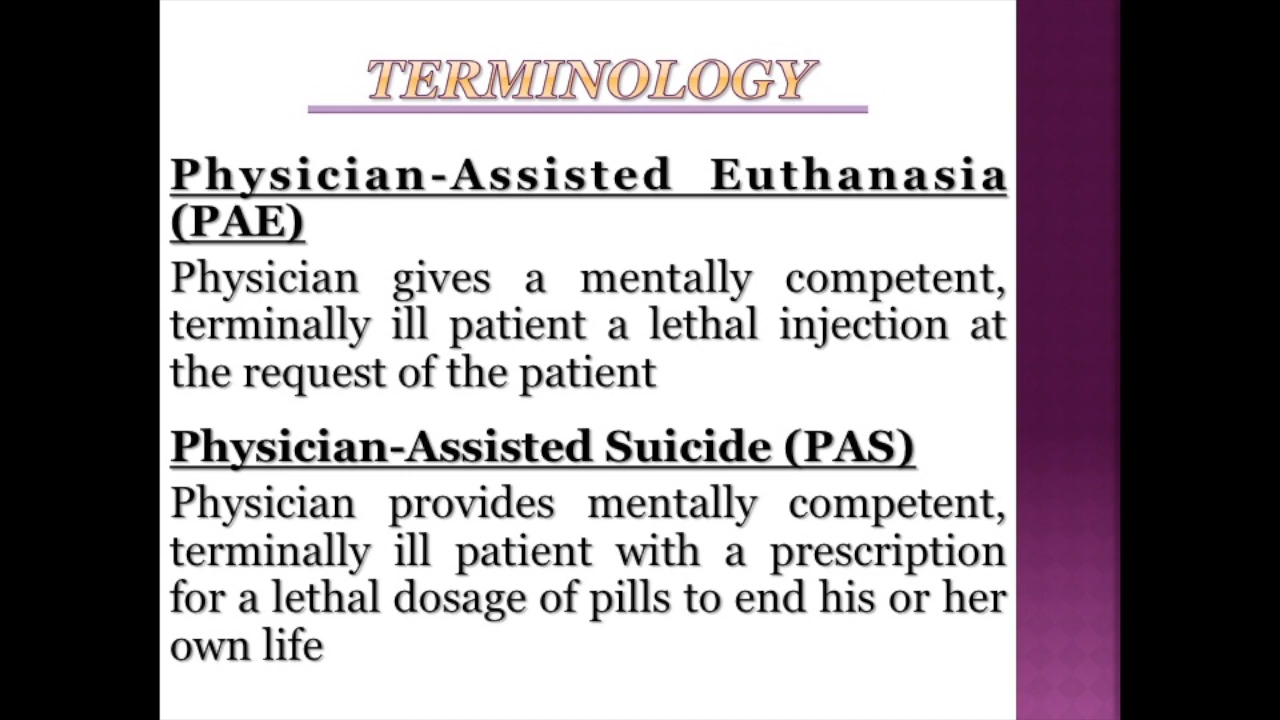 TERMINOLOGY
Physician-Assisted Euthanasia
(PAE)
Physician gives a mentally competent,
terminally ill patient a lethal injection at
the request of the patient
Physician-Assisted Suicide (PAS)
Physician provides mentally competent,
terminally ill patient with a prescription
for a lethal dosage of pills to end his or her
own life